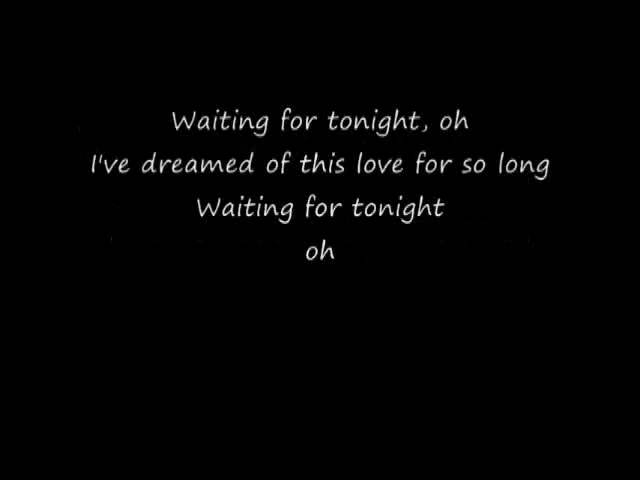 Waiting for tonight, oh
I've dreamed of this love for so long
Waiting for tonight
oh